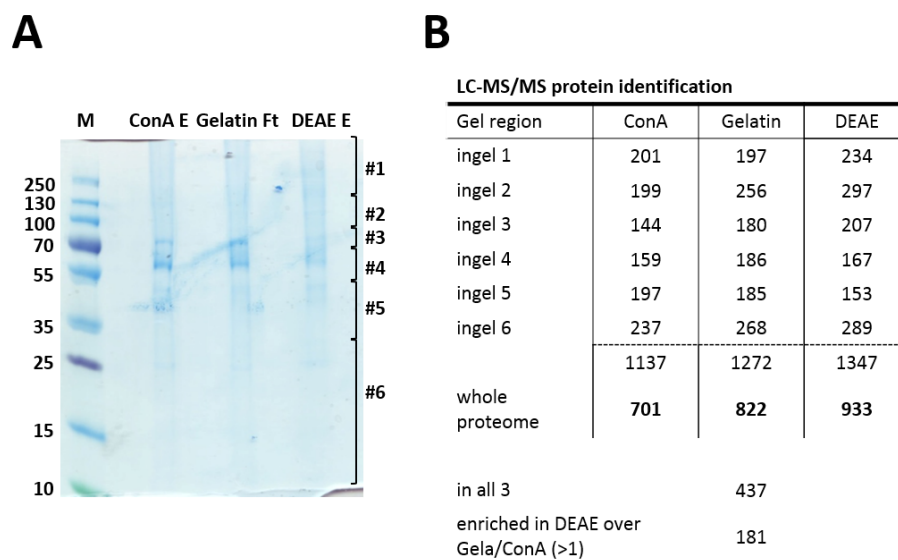 A
M ConA E Gelatin Ft DEAE E
250
130
100
70
55
35
25
15
10
#1
#2
#3
#4
#5
#6
B
LC-MS/MS protein identification
Gel region ConA Gelatin DEAE
ingel 1 201 197 234
ingel 2 199 256 297
ingel 3 144 180 207
ingel 4 159 186 167
ingel 5 197 185 153
ingel 6 237 268 289
1137 1272 1347
whole
proteome 701 822 933
in all 3 437
enriched in DEAE over
Gela/ConA (>1) 181